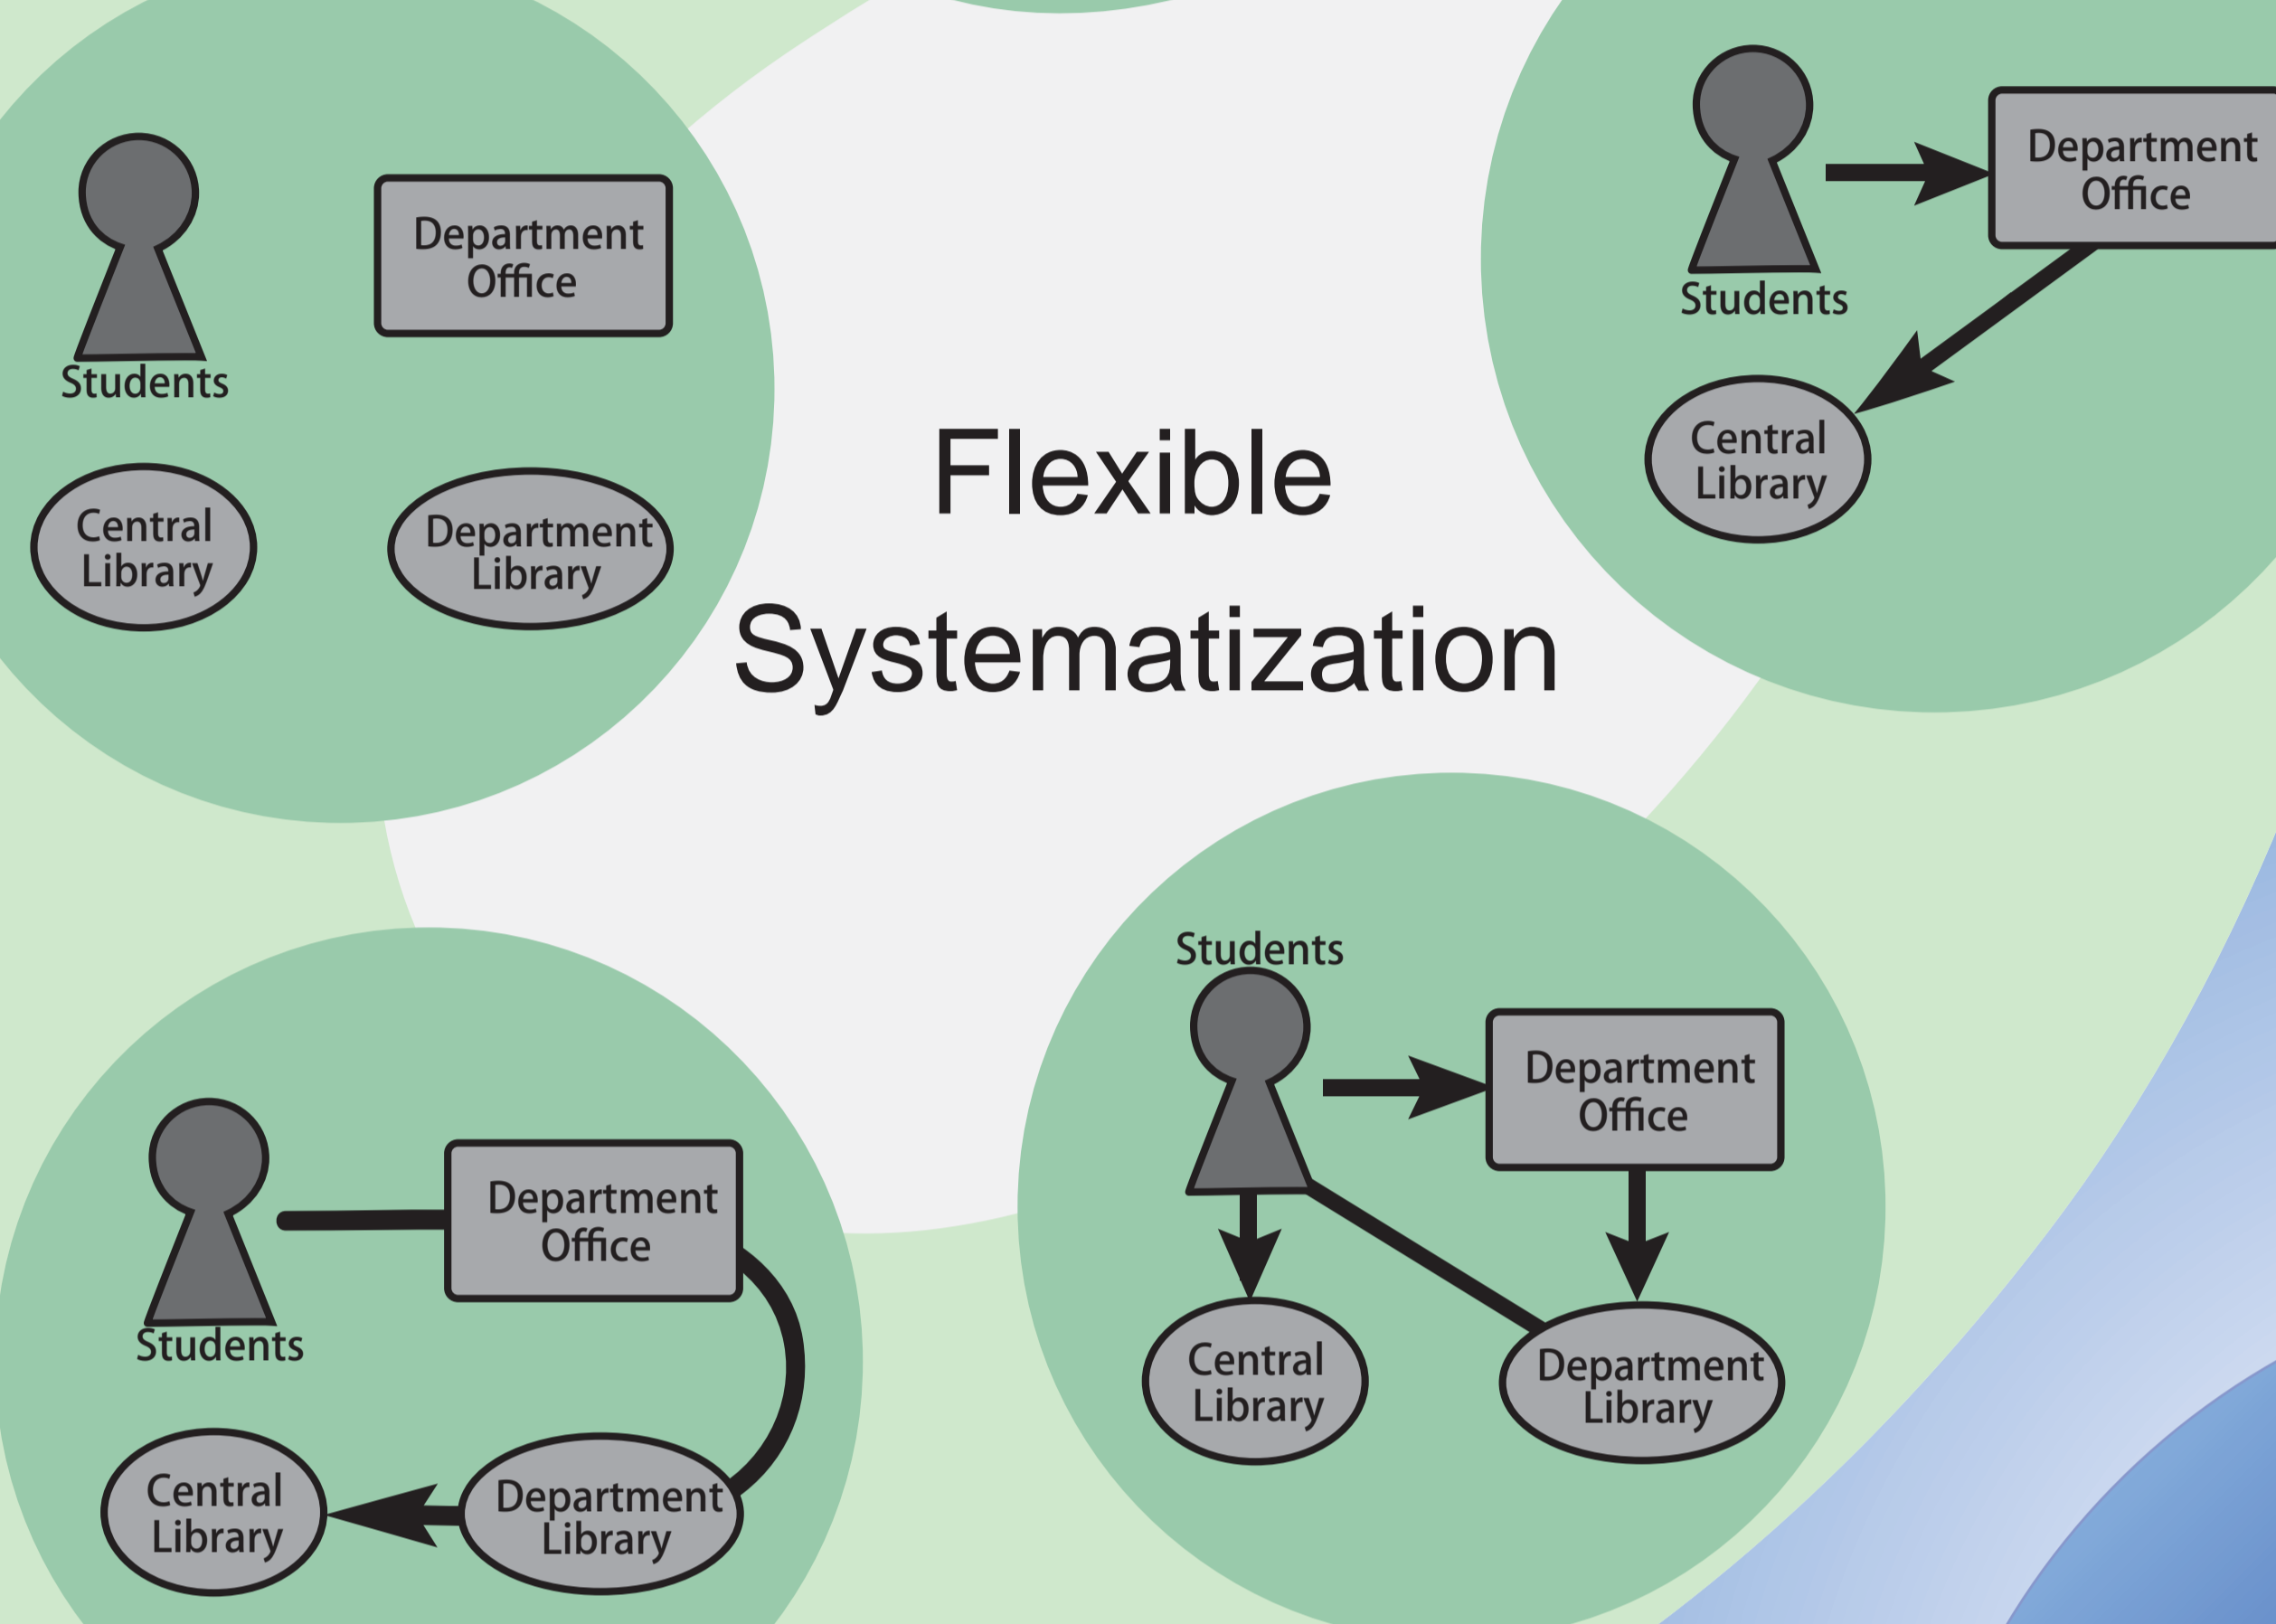 Students
Department
Office
Central
Library
Department
Library
Flexible
Systematization
Students
Department
Office
Central
Library
Students
Department
Office
Central
Library
Department
Library
Students
Department
Office
Central
Library
Department
Library